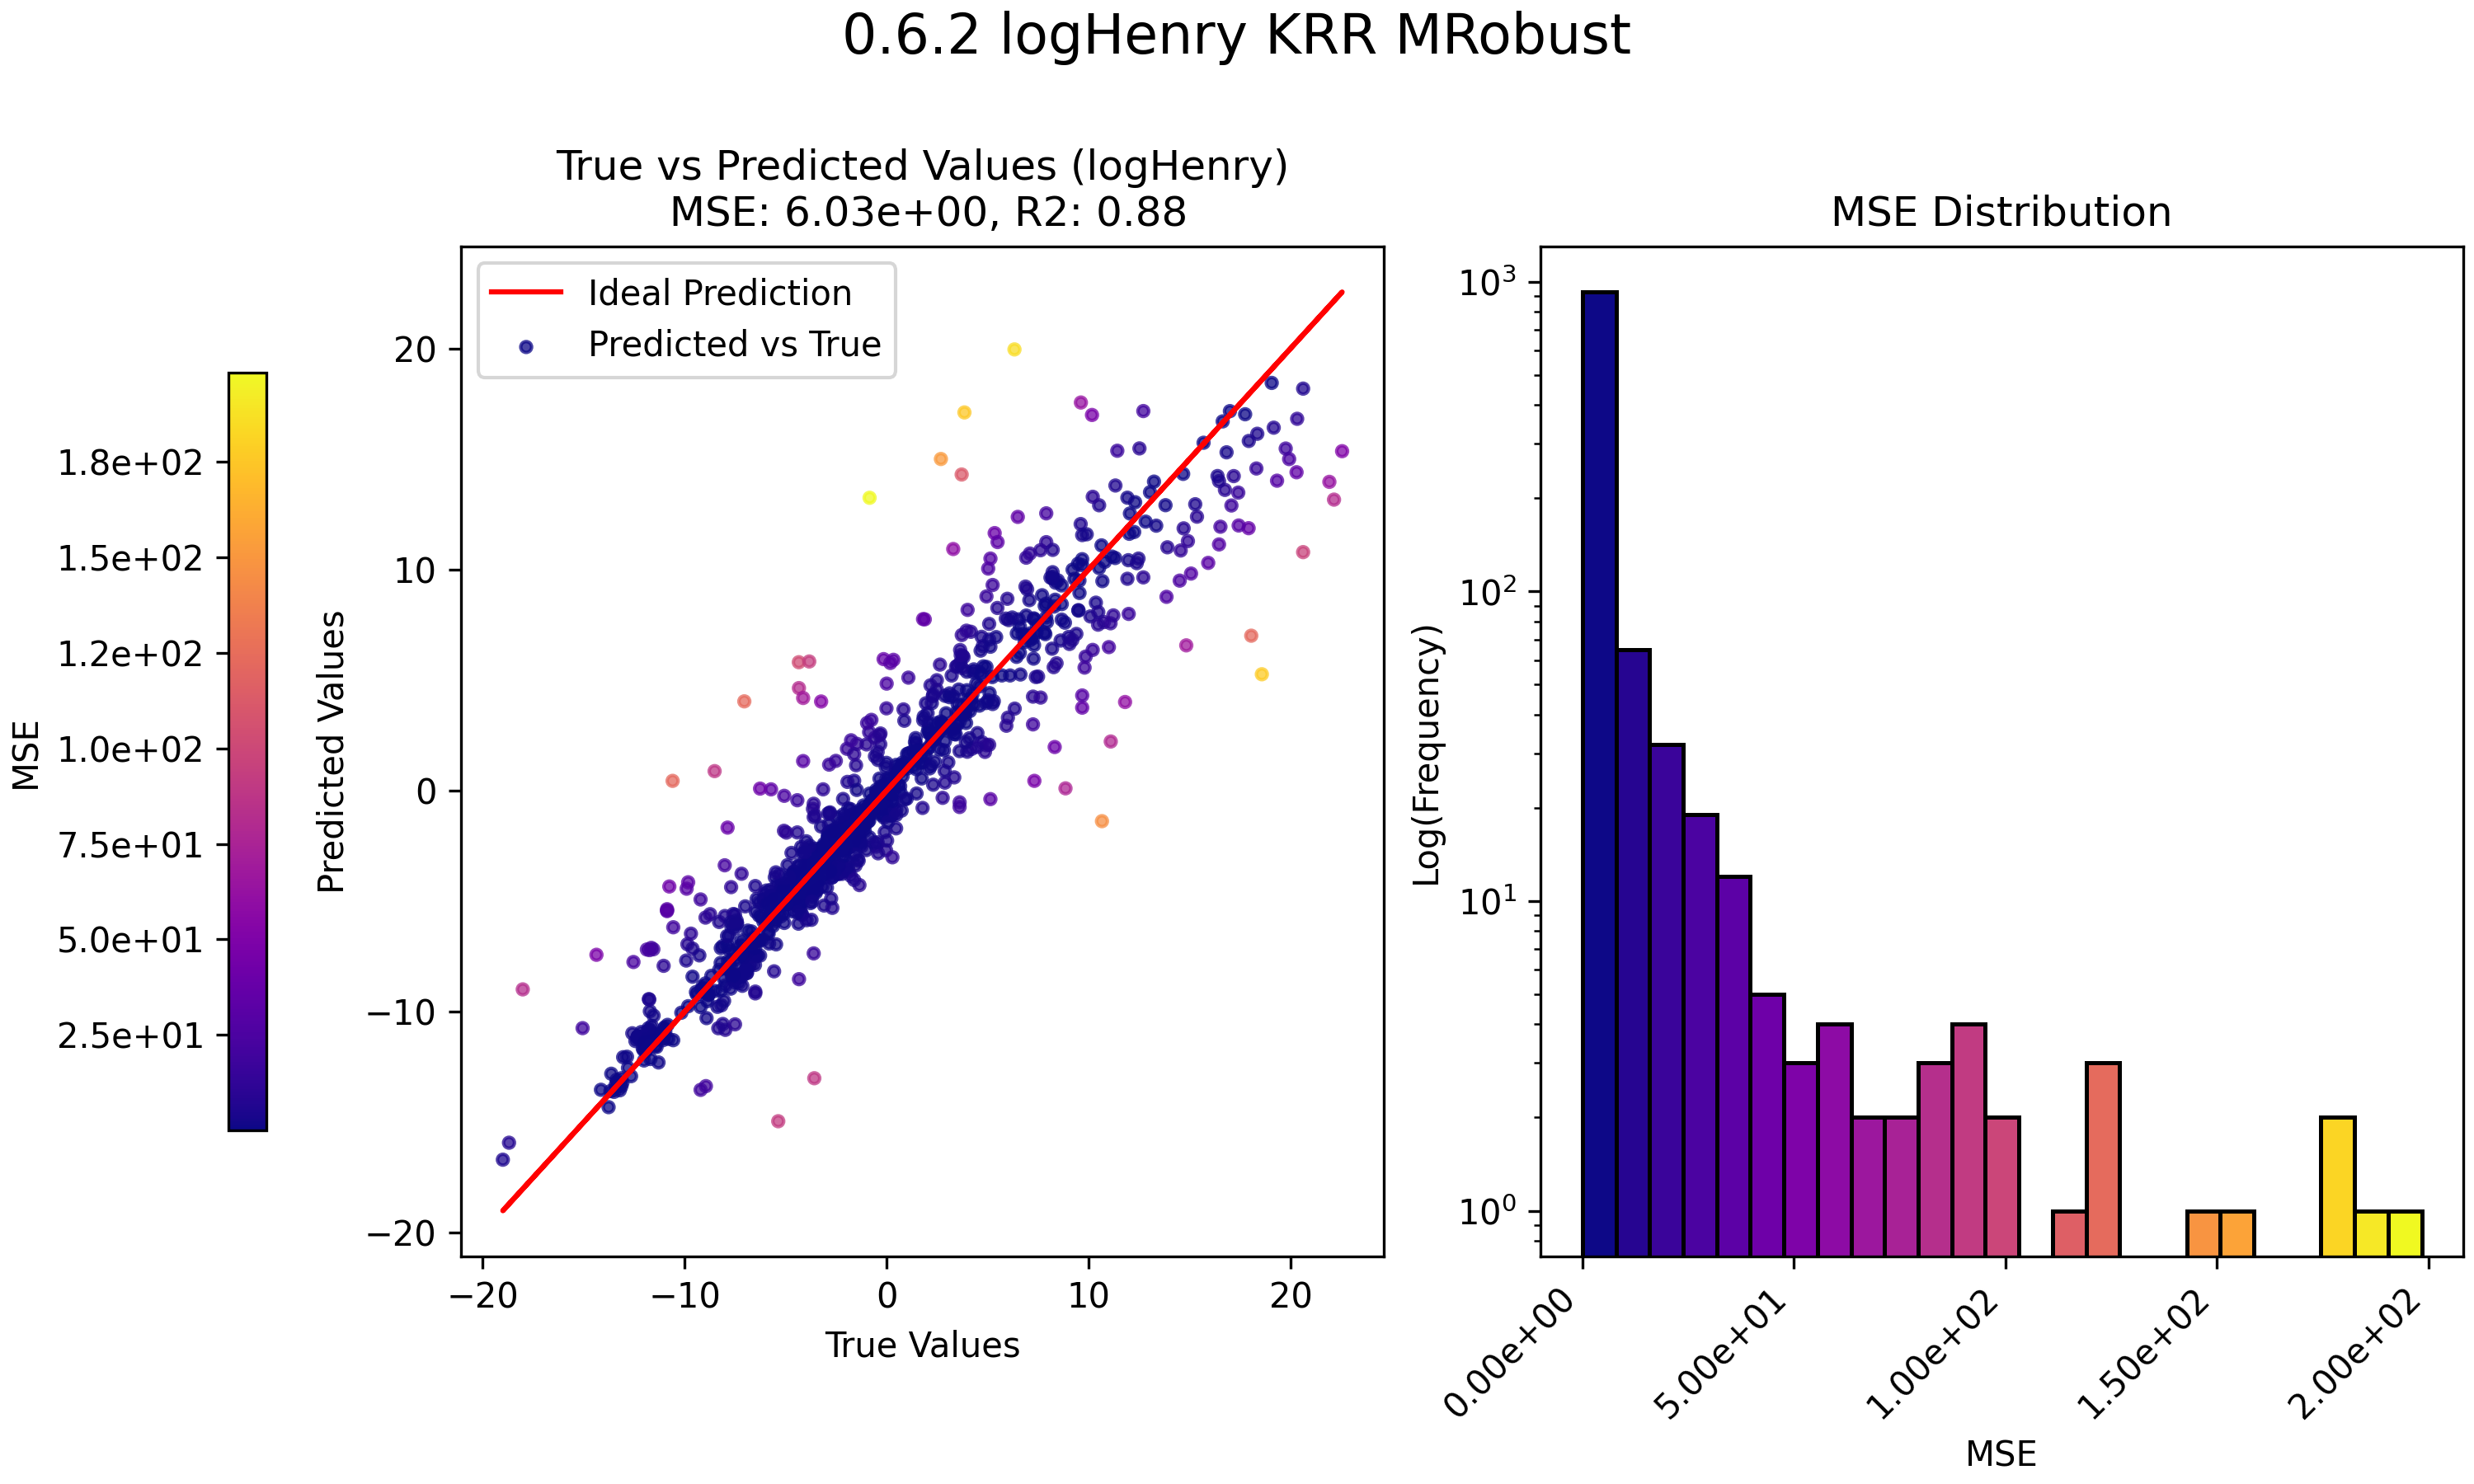 0.6.2 logHenry KRR MRobust
MSE
1.8e+02
1.5e+02
1.2e+02
1.0e+02
7.5e+01
5.0e+01
2.5e+01
True vs Predicted Values (logHenry)
MSE: 6.03e+00, R2: 0.88
Ideal Prediction
Predicted vs True
Predicted Values
20
10
0
−10
−20
−20
−10
0
10
20
True Values
MSE Distribution
Log(Frequency)
10³
10²
10¹
10⁰
0.00e+00
5.00e+01
1.00e+02
1.50e+02
2.00e+02
MSE